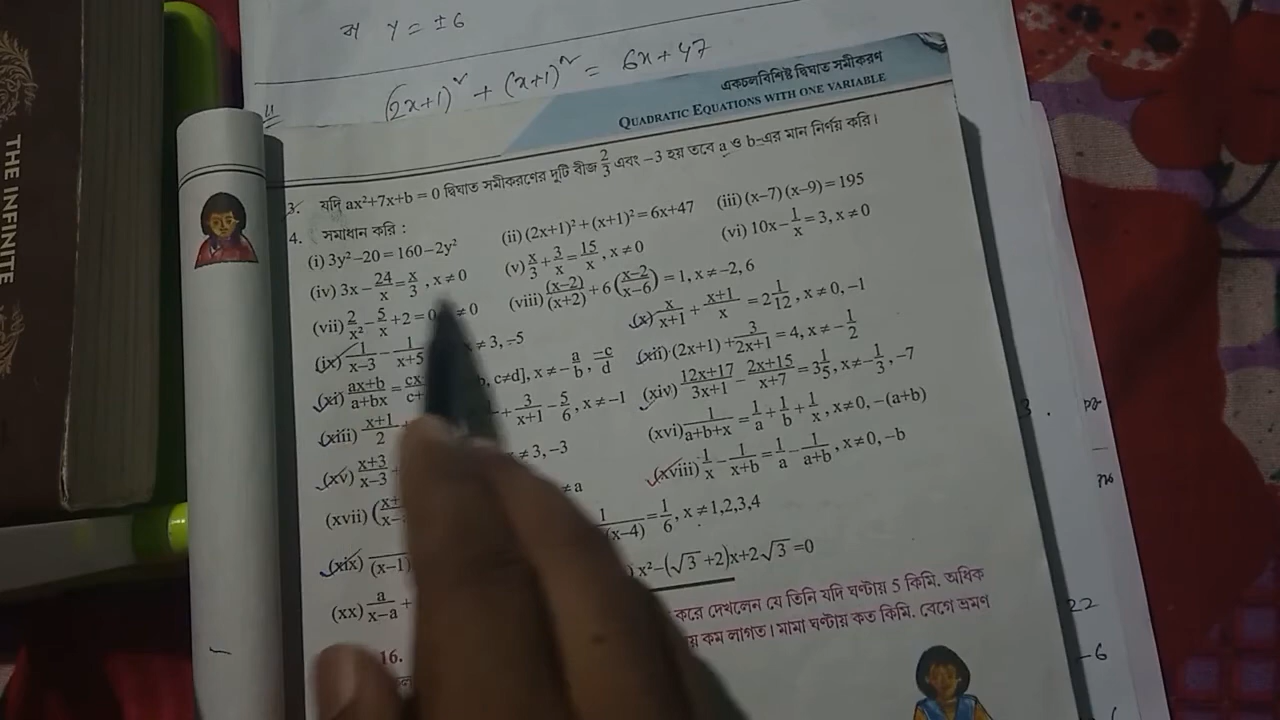 বা y = ±6
(2x+1)² + (x+1)² = 6x+47
THE INFINITE
একচলবিশিষ্ট দ্বিঘাত সমীকরণ
QUADRATIC EQUATIONS WITH ONE VARIABLE
3. যদি ax²+7x+b = 0 দ্বিঘাত সমীকরণের দুটি বীজ 2/3 এবং −3 হয় তবে a ও b-এর মান নির্ণয় করি।
4. সমাধান করি :
(i) 3y²−20=160−2y² (ii) (2x+1)²+(x+1)²=6x+47 (iii) (x−7)(x−9)=195
(iv) 3x−24/x=x/3, x≠0 (v) x/3+3/x=15/x, x≠0 (vi) 10x−1/x=3, x≠0
(vii) 2/x²−5/x+2=0 ≠0 (viii) (x−2)/(x+2)+6((x−2)/(x−6))=1, x≠−2, 6
(ix) 1/(x−3)−1/(x+5) ≠3,−5 (x) x/(x+1)+(x+1)/x=2 1/12, x≠0, −1
(xi) (ax+b)/(a+bx)= b, c≠d], x≠−a/b, −c/d (xii) (2x+1)+3/(2x+1)=4, x≠−1/2
(xiii) (x+1)/2 +3/(x+1)−5/6, x≠−1 (xiv) (12x+17)/(3x+1)−(2x+15)/(x+7)=3 1/5, x≠−1/3, −7
(xv) (x+3)/(x−3) ≠3,−3 (xvi) 1/(a+b+x)=1/a+1/b+1/x, x≠0, −(a+b)
(xvii) ≠a (xviii) 1/x−1/(x+b)=1/a−1/(a+b), x≠0, −b
(xix) (x−1) 1/(x−4)=1/6, x≠1,2,3,4
(xx) a/(x−a)+ x²−(√3+2)x+2√3=0
করে দেখলেন যে তিনি যদি ঘণ্টায় 5 কিমি. অধিক
কম লাগত। মামা ঘণ্টায় কত কিমি. বেগে ভ্রমণ
16.
3.
22
−6